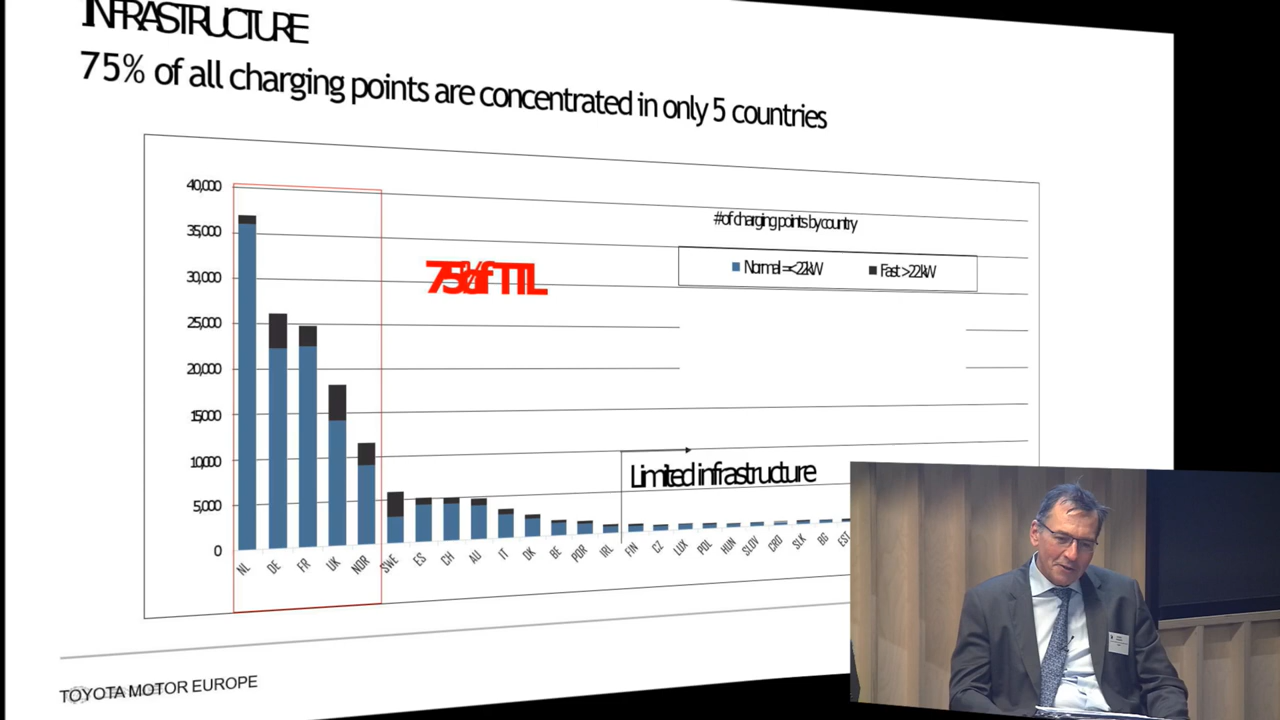 INFRASTRUCTURE
75% of all charging points are concentrated in only 5 countries
40,000
35,000
30,000
25,000
20,000
15,000
10,000
5,000
0
# of charging points by country
Normal =<22kW
Fast >22kW
75% of TTL
Limited infrastructure
NL DE FR UK NOR SWE ES CH AU IT DK BE POR IRL FIN CZ LUX POL HUN SLOV CRO SLK BG EST
TOYOTA MOTOR EUROPE